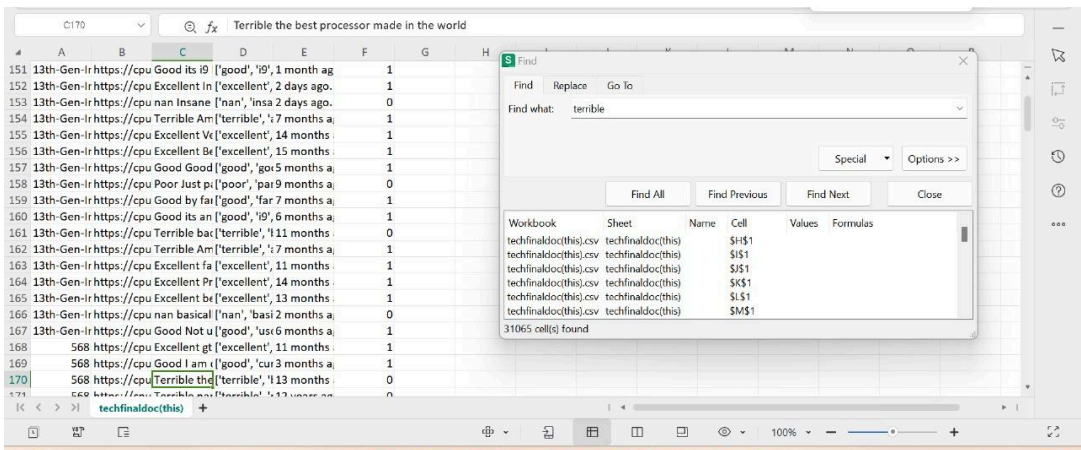 C170 fx Terrible the best processor made in the world
A B C D E F G H
151 13th-Gen-Ir https://cpu Good its i9 ['good', 'i9', 1 month ag 1
152 13th-Gen-Ir https://cpu Excellent In ['excellent', 2 days ago. 1
153 13th-Gen-Ir https://cpu nan Insane ['nan', 'insa 2 days ago. 0
154 13th-Gen-Ir https://cpu Terrible Am ['terrible', 'a 7 months a 1
155 13th-Gen-Ir https://cpu Excellent Ve ['excellent', 14 months 1
156 13th-Gen-Ir https://cpu Excellent Be ['excellent', 15 months 1
157 13th-Gen-Ir https://cpu Good Good ['good', 'goo 5 months a 1
158 13th-Gen-Ir https://cpu Poor Just pa ['poor', 'par 9 months a 0
159 13th-Gen-Ir https://cpu Good by far ['good', 'far 7 months a 1
160 13th-Gen-Ir https://cpu Good its an ['good', 'i9', 6 months a 1
161 13th-Gen-Ir https://cpu Terrible bac ['terrible', 'l 11 months 0
162 13th-Gen-Ir https://cpu Terrible Am ['terrible', 'a 7 months a 1
163 13th-Gen-Ir https://cpu Excellent fa ['excellent', 11 months 1
164 13th-Gen-Ir https://cpu Excellent Pr ['excellent', 14 months 1
165 13th-Gen-Ir https://cpu Excellent be ['excellent', 13 months 1
166 13th-Gen-Ir https://cpu nan basical ['nan', 'basi 2 months a 0
167 13th-Gen-Ir https://cpu Good Not u ['good', 'use 6 months a 1
168 568 https://cpu Excellent gt ['excellent', 11 months 1
169 568 https://cpu Good I am ['good', 'cur 3 months a 1
170 568 https://cpu Terrible the ['terrible', 13 months 0
Find
Find Replace Go To
Find what: terrible
Special Options >>
Find All Find Previous Find Next Close
Workbook Sheet Name Cell Values Formulas
techfinaldoc(this).csv techfinaldoc(this) $H$1
techfinaldoc(this).csv techfinaldoc(this) $I$1
techfinaldoc(this).csv techfinaldoc(this) $J$1
techfinaldoc(this).csv techfinaldoc(this) $K$1
techfinaldoc(this).csv techfinaldoc(this) $L$1
techfinaldoc(this).csv techfinaldoc(this) $M$1
31065 cell(s) found
techfinaldoc(this) +
100%